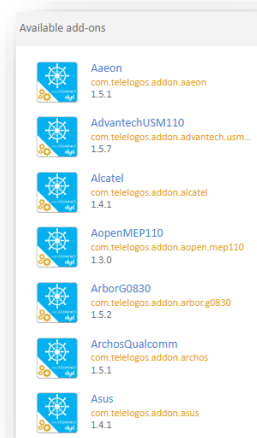 Available add-ons
Aaeon
com.telelogos.addon.aaeon
1.5.1
AdvantechUSM110
com.telelogos.addon.advantech.usm...
1.5.7
Alcatel
com.telelogos.addon.alcatel
1.4.1
AopenMEP110
com.telelogos.addon.aopen.mep110
1.3.0
ArborG0830
com.telelogos.addon.arbor.g0830
1.5.2
ArchosQualcomm
com.telelogos.addon.archos
1.5.1
Asus
com.telelogos.addon.asus
1.4.1